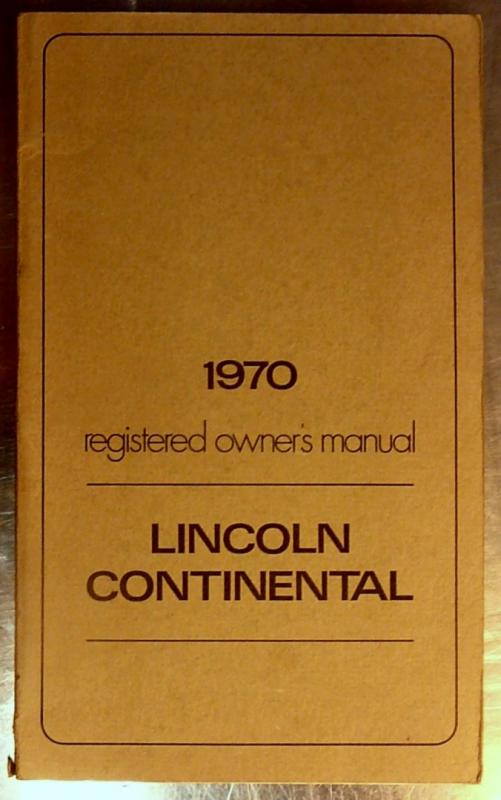 1970
registered owner's manual
LINCOLN
CONTINENTAL